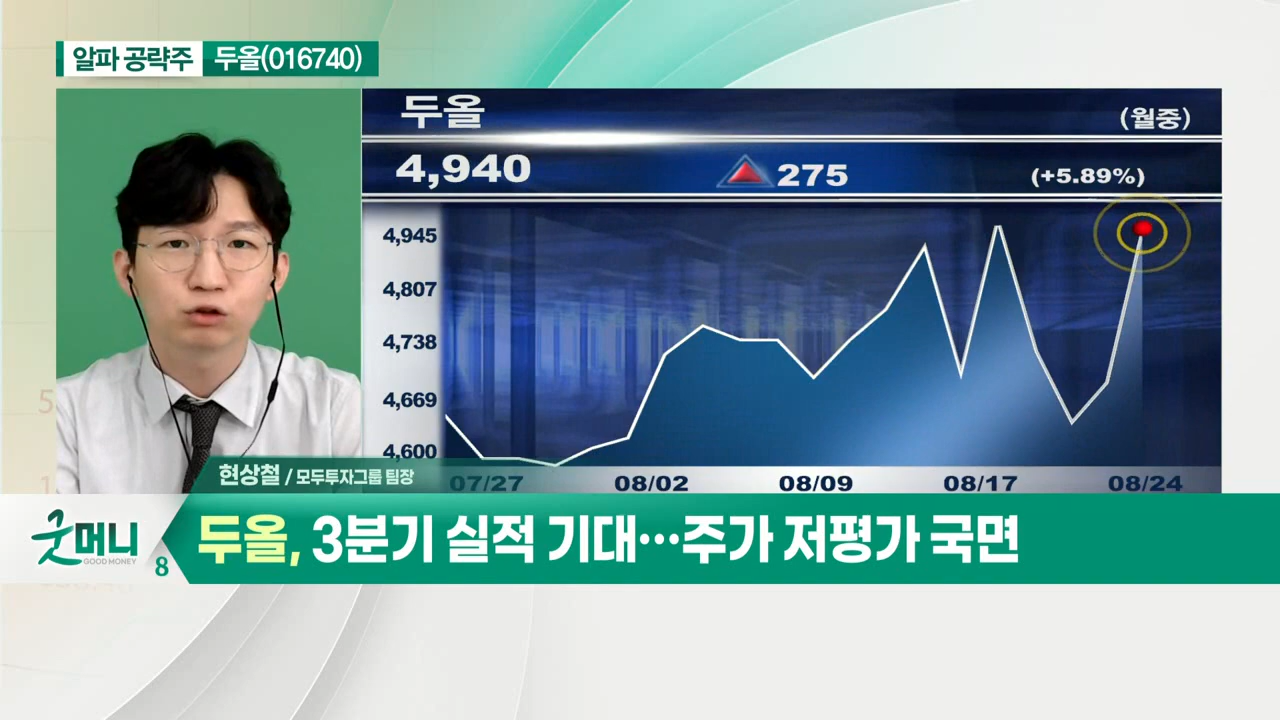 알파 공략주 두올(016740)
두올 (월중)
4,940 275 (+5.89%)
4,945
4,807
4,738
4,669
4,600
07/27 08/02 08/09 08/17 08/24
현상철 / 모두투자그룹 팀장
굿머니
GOOD MONEY
8
두올, 3분기 실적 기대…주가 저평가 국면